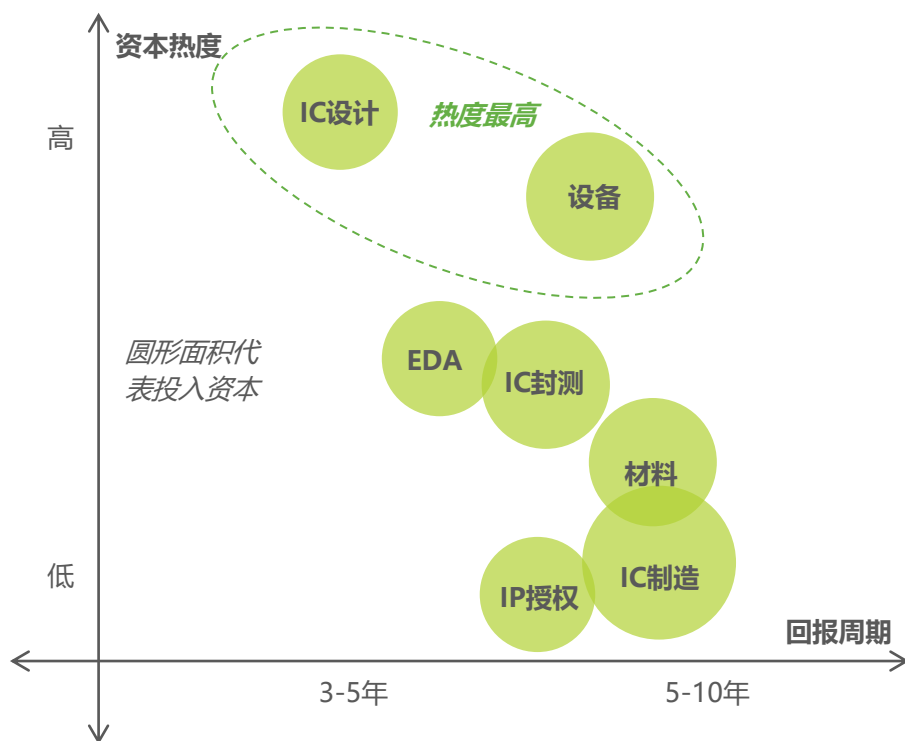 资本热度
IC设计
热度最高
高
设备
圆形面积代
表投入资本
EDA
IC封测
材料
低
IC制造
IP授权
回报周期
3-5年
5-10年